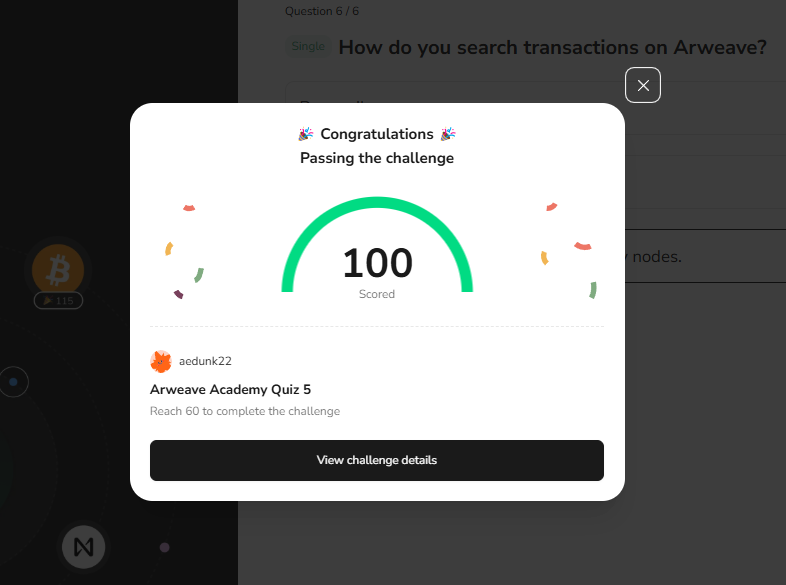 Question 6 / 6
Single How do you search transactions on Arweave?
Congratulations
Passing the challenge
nodes.
100
Scored
115
aedunk22
Arweave Academy Quiz 5
Reach 60 to complete the challenge
View challenge details